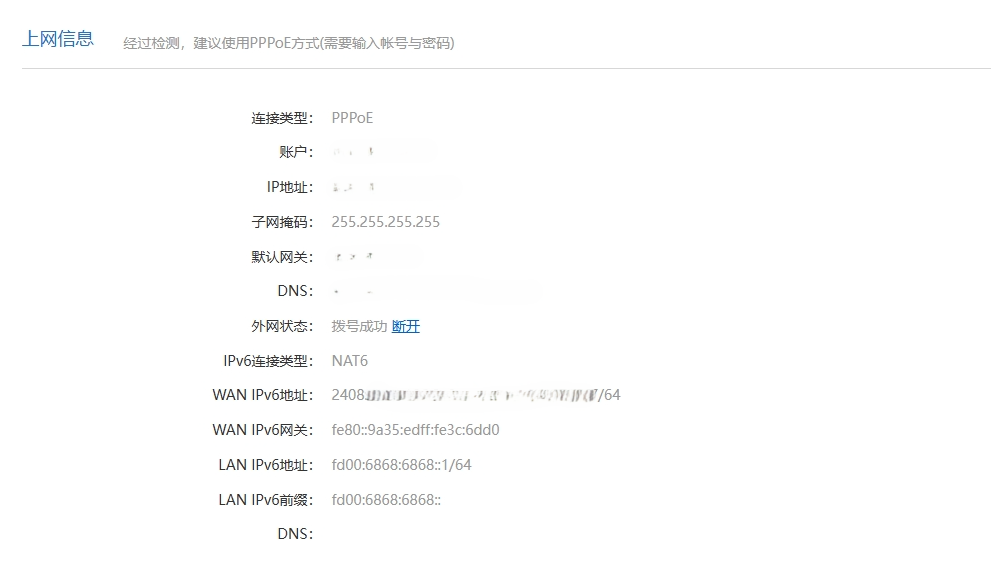 上网信息 经过检测，建议使用PPPoE方式(需要输入帐号与密码)
连接类型： PPPoE
账户：
IP地址：
子网掩码： 255.255.255.255
默认网关：
DNS：
外网状态： 拨号成功 断开
IPv6连接类型： NAT6
WAN IPv6地址： 2408: /64
WAN IPv6网关： fe80::9a35:edff:fe3c:6dd0
LAN IPv6地址： fd00:6868:6868::1/64
LAN IPv6前缀： fd00:6868:6868::
DNS：